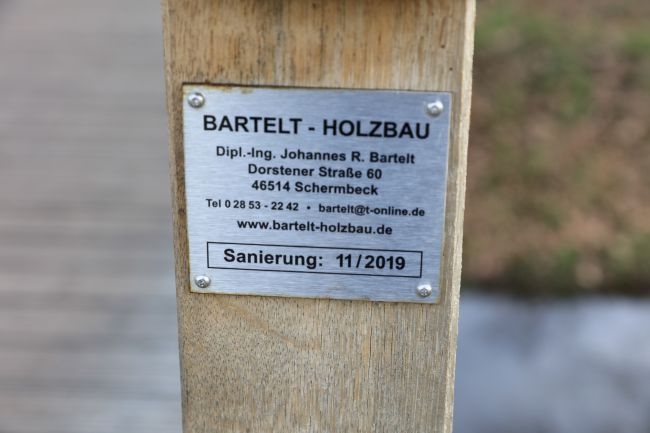 BARTELT - HOLZBAU
Dipl.-Ing. Johannes R. Bartelt
Dorstener Straße 60
46514 Schermbeck
Tel 0 28 53 - 22 42 • bartelt@t-online.de
www.bartelt-holzbau.de
Sanierung: 11/2019